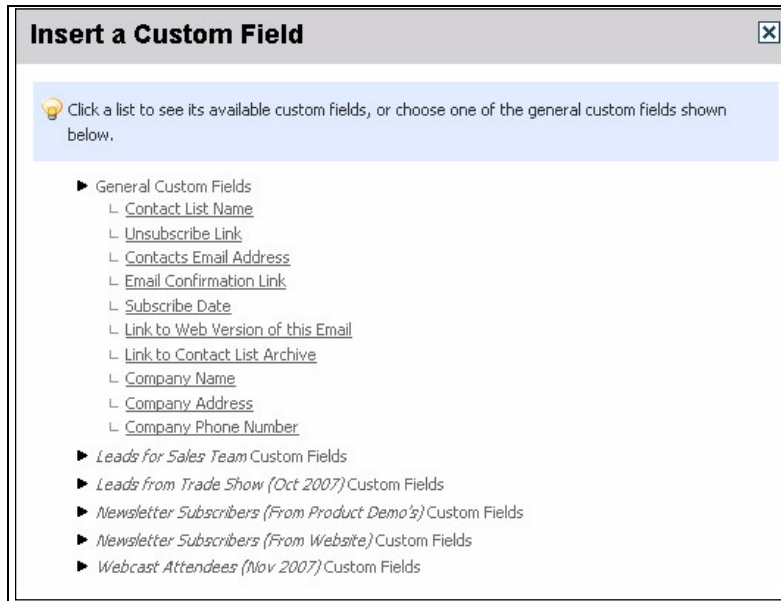 Insert a Custom Field
Click a list to see its available custom fields, or choose one of the general custom fields shown
below.
General Custom Fields
Contact List Name
Unsubscribe Link
Contacts Email Address
Email Confirmation Link
Subscribe Date
Link to Web Version of this Email
Link to Contact List Archive
Company Name
Company Address
Company Phone Number
Leads for Sales Team Custom Fields
Leads from Trade Show (Oct 2007) Custom Fields
Newsletter Subscribers (From Product Demo's) Custom Fields
Newsletter Subscribers (From Website) Custom Fields
Webcast Attendees (Nov 2007) Custom Fields